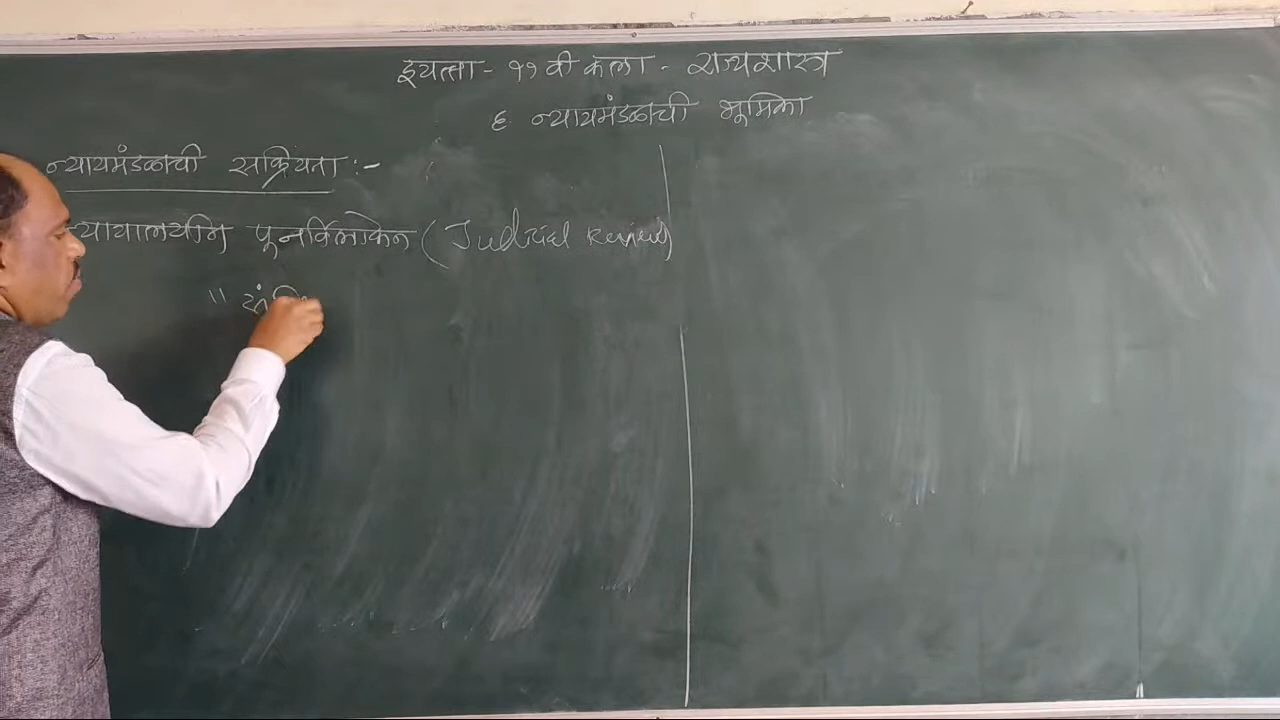 इयत्ता - ११ वी कला - राज्यशास्त्र
६. न्यायमंडळाची भूमिका
न्यायमंडळाची सक्रियता :-
न्यायालयीन पुनर्विलोकन (Judicial Review)
"